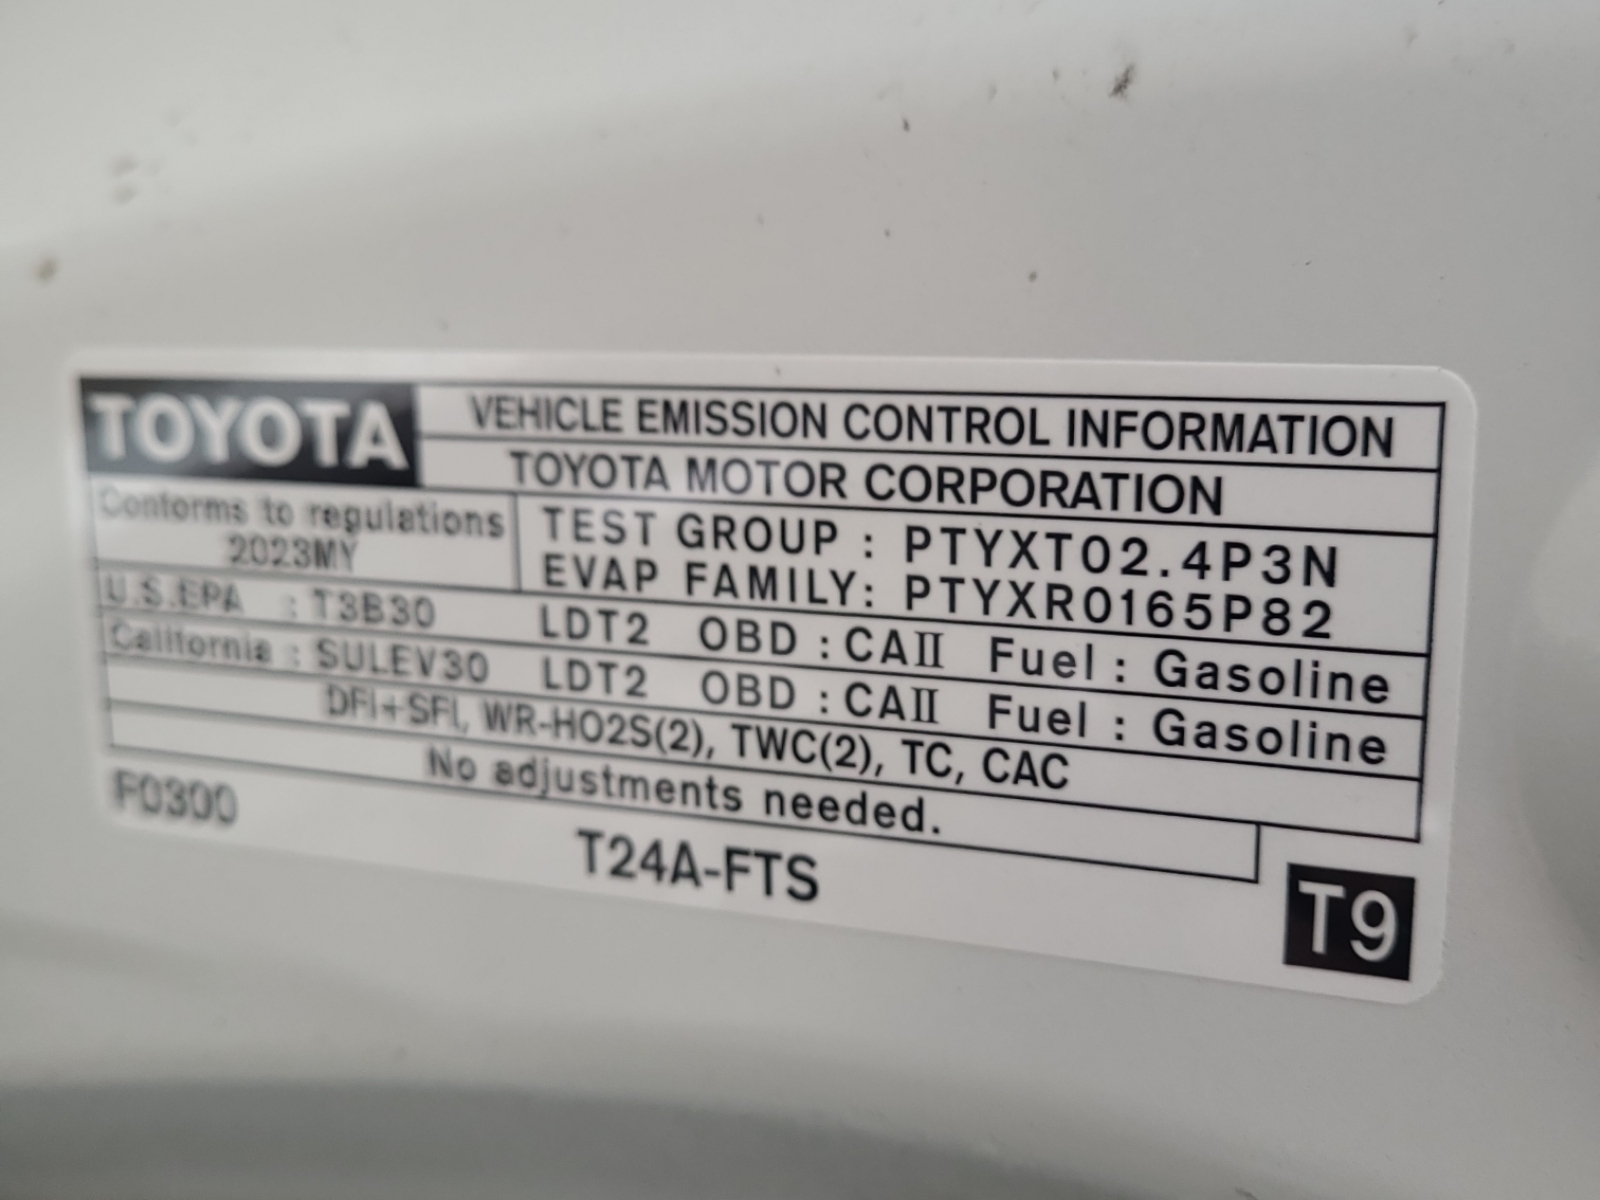 TOYOTA
VEHICLE EMISSION CONTROL INFORMATION
TOYOTA MOTOR CORPORATION
Conforms to regulations
2023MY
TEST GROUP : PTYXT02.4P3N
EVAP FAMILY: PTYXR0165P82
U.S.EPA : T3B30 LDT2 OBD : CAII Fuel : Gasoline
California : SULEV30 LDT2 OBD : CAII Fuel : Gasoline
DFI+SFI, WR-HO2S(2), TWC(2), TC, CAC
No adjustments needed.
F0300
T24A-FTS
T9